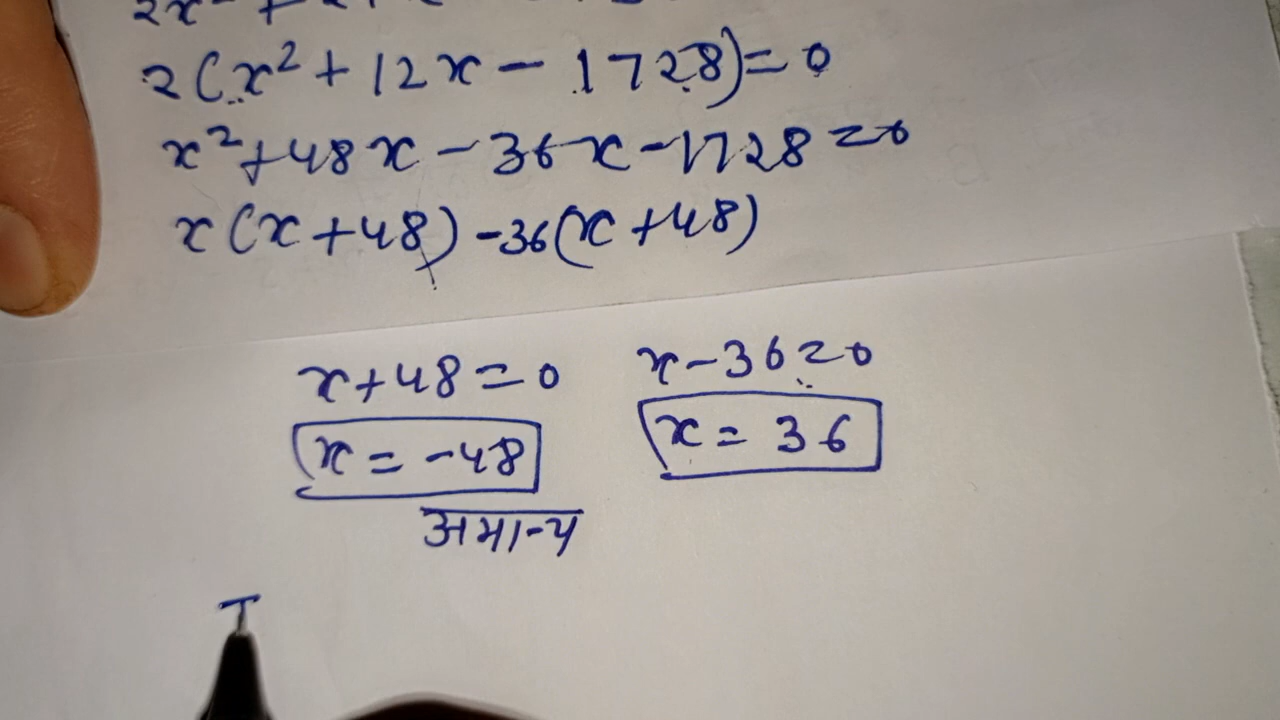 2(x² + 12x - 1728) = 0
x² + 48x - 36x - 1728 = 0
x(x + 48) - 36(x + 48)
x + 48 = 0 x - 36 = 0
x = -48 x = 36
अमान्य